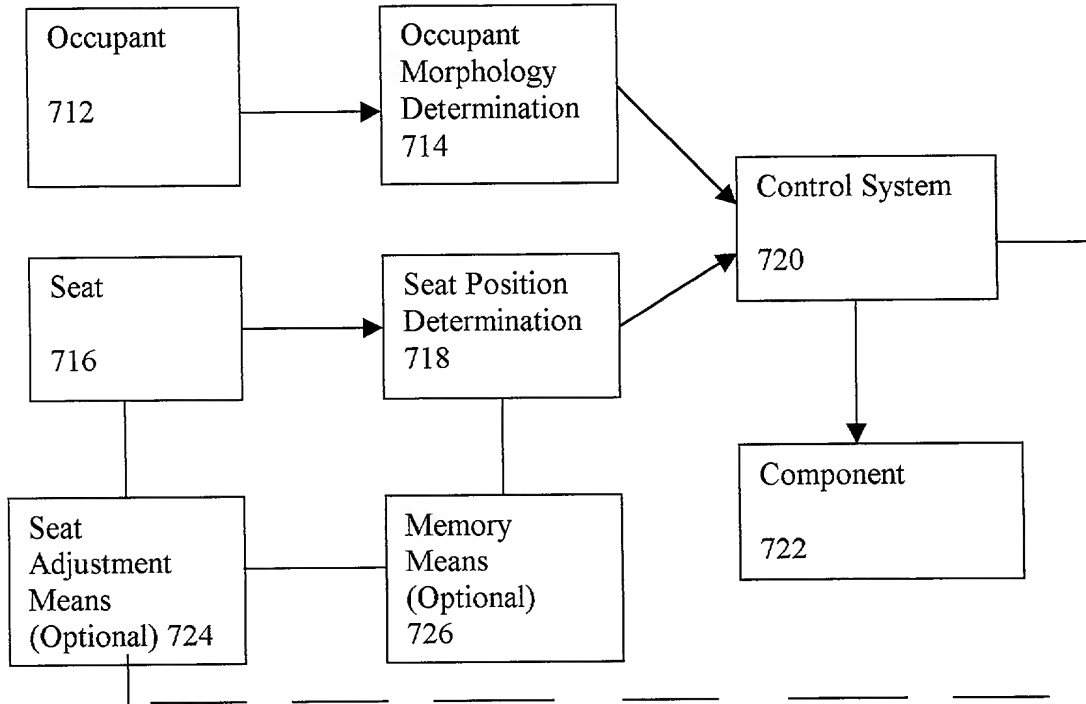 Occupant
712
Occupant
Morphology
Determination
714
Control System
720
Seat
716
Seat Position
Determination
718
Component
722
Seat
Adjustment
Means
(Optional) 724
Memory
Means
(Optional)
726